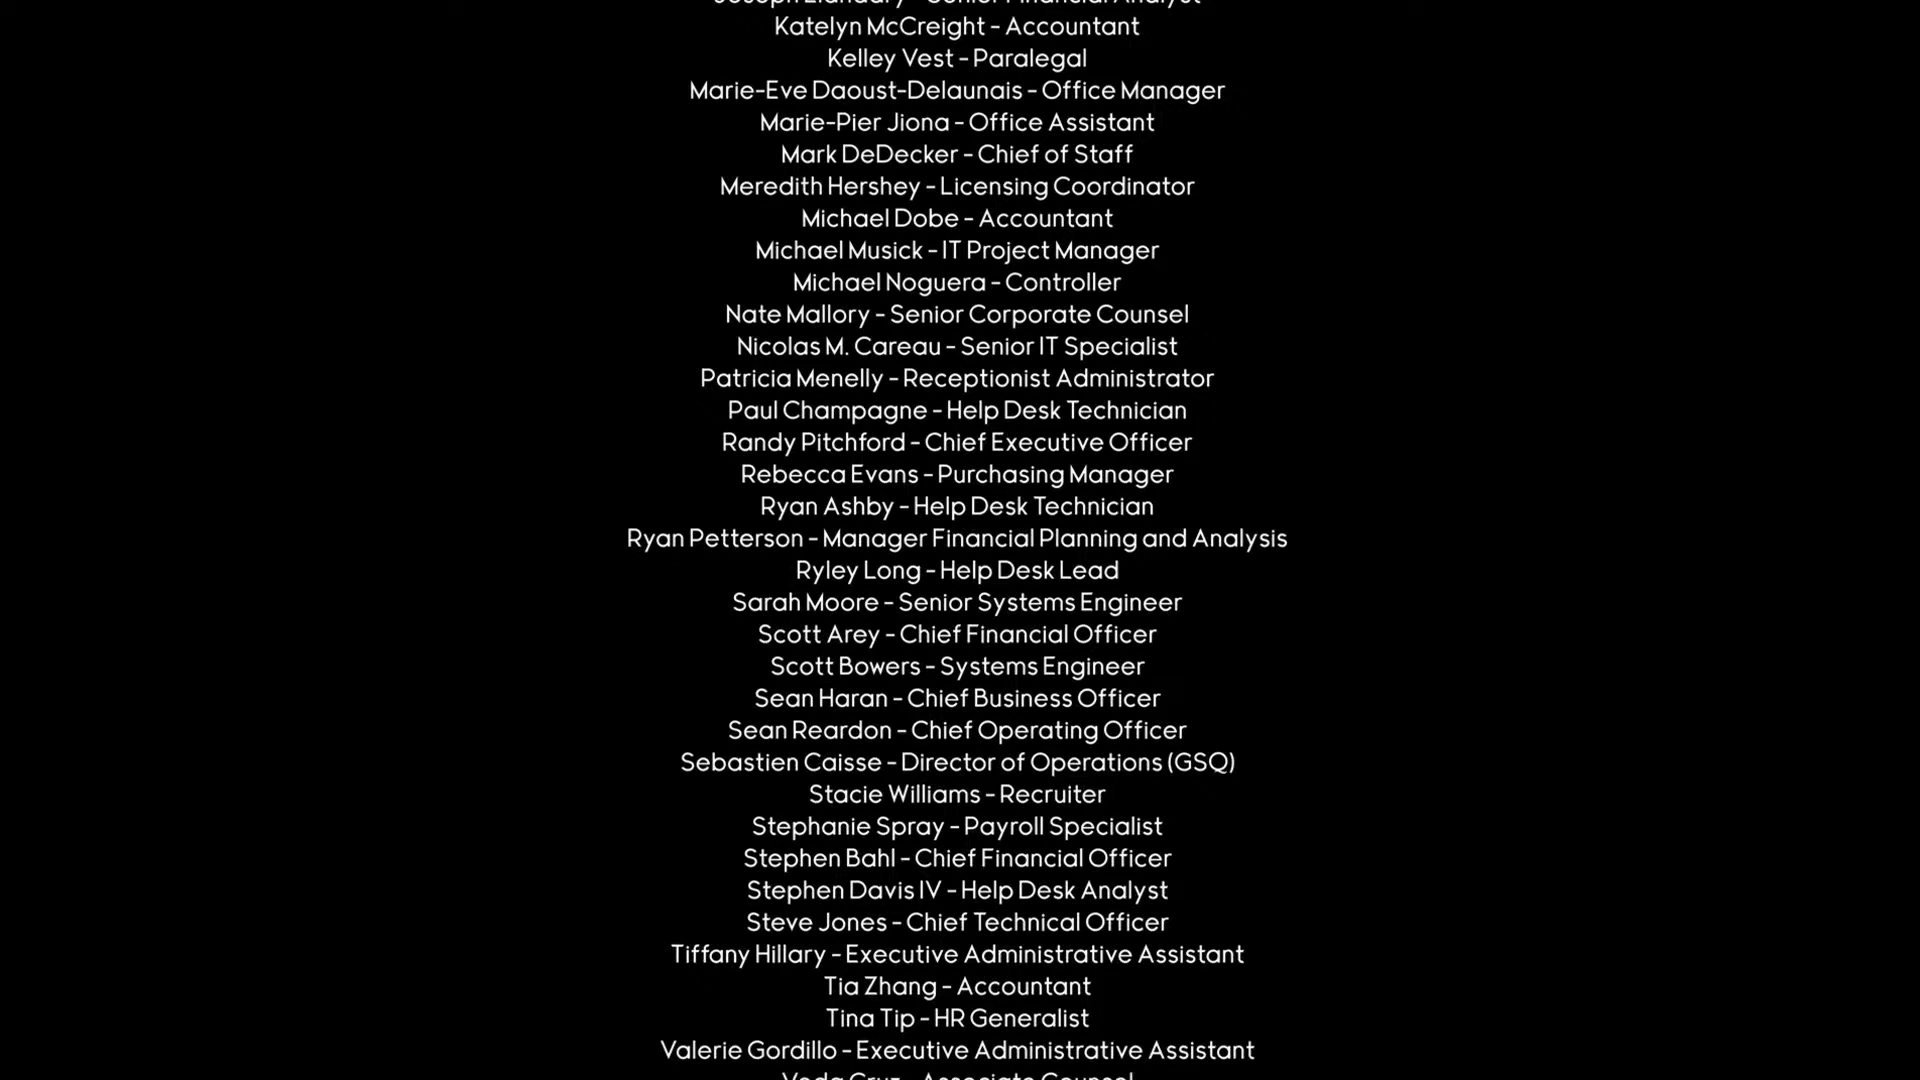 Katelyn McCreight - Accountant
Kelley Vest - Paralegal
Marie-Eve Daoust-Delaunais - Office Manager
Marie-Pier Jiona - Office Assistant
Mark DeDecker - Chief of Staff
Meredith Hershey - Licensing Coordinator
Michael Dobe - Accountant
Michael Musick - IT Project Manager
Michael Noguera - Controller
Nate Mallory - Senior Corporate Counsel
Nicolas M. Careau - Senior IT Specialist
Patricia Menelly - Receptionist Administrator
Paul Champagne - Help Desk Technician
Randy Pitchford - Chief Executive Officer
Rebecca Evans - Purchasing Manager
Ryan Ashby - Help Desk Technician
Ryan Petterson - Manager Financial Planning and Analysis
Ryley Long - Help Desk Lead
Sarah Moore - Senior Systems Engineer
Scott Arey - Chief Financial Officer
Scott Bowers - Systems Engineer
Sean Haran - Chief Business Officer
Sean Reardon - Chief Operating Officer
Sebastien Caisse - Director of Operations (GSQ)
Stacie Williams - Recruiter
Stephanie Spray - Payroll Specialist
Stephen Bahl - Chief Financial Officer
Stephen Davis IV - Help Desk Analyst
Steve Jones - Chief Technical Officer
Tiffany Hillary - Executive Administrative Assistant
Tia Zhang - Accountant
Tina Tip - HR Generalist
Valerie Gordillo - Executive Administrative Assistant